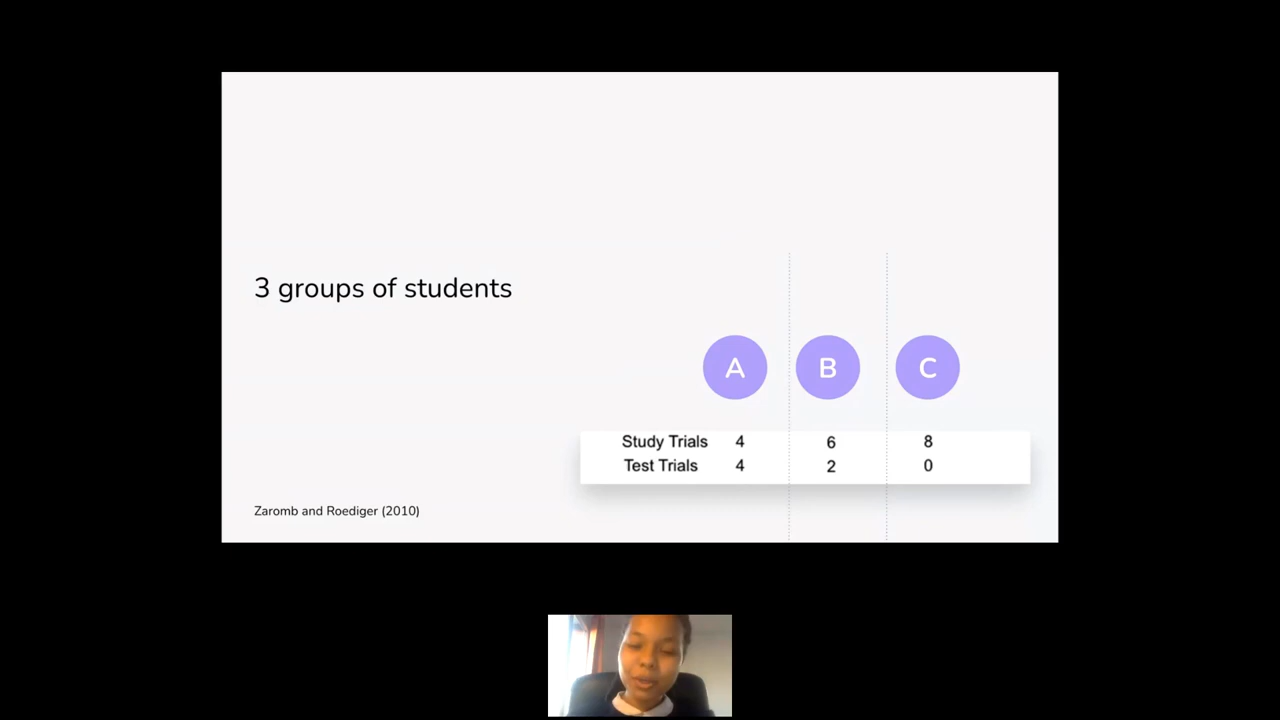 3 groups of students
A B C
Study Trials 4 6 8
Test Trials 4 2 0
Zaromb and Roediger (2010)